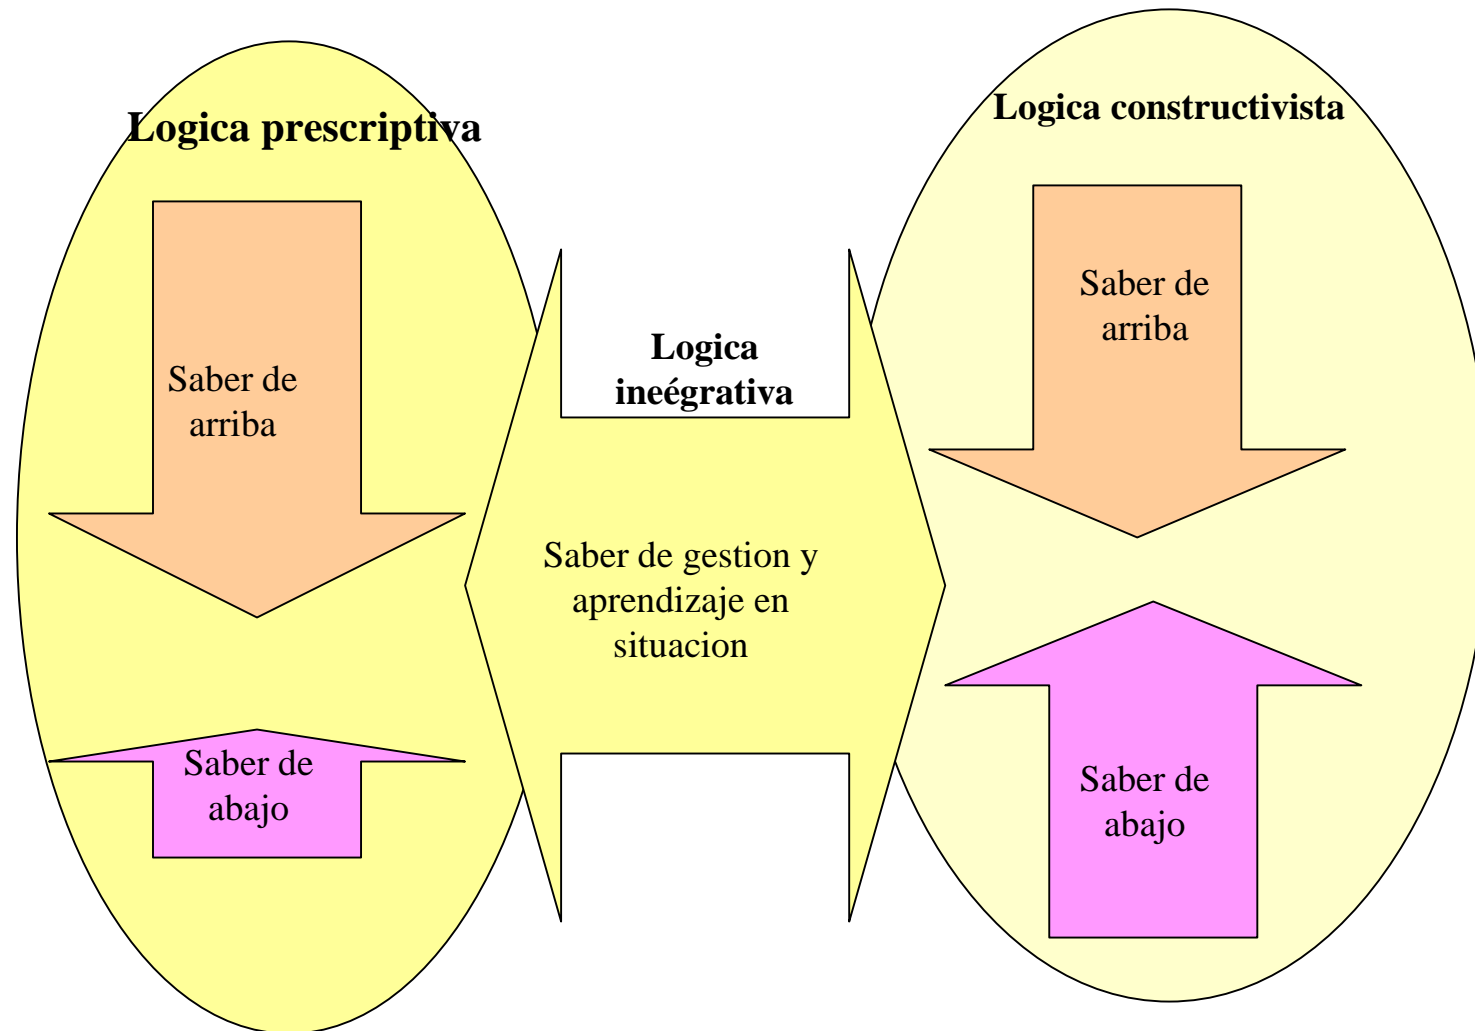 Logica prescriptiva
Saber de
arriba
Saber de
abajo
Logica
ineégrativa
Saber de gestion y
aprendizaje en
situacion
Logica constructivista
Saber de
arriba
Saber de
abajo